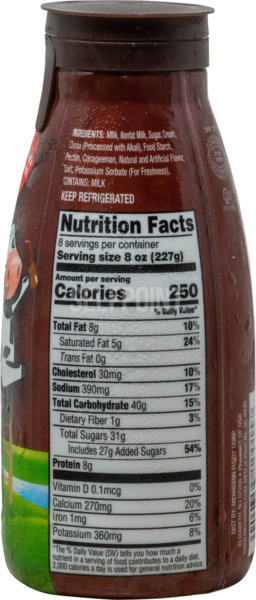 INGREDIENTS: Milk, Nonfat Milk, Sugar, Cream,
Cocoa (Processed with Alkali), Food Starch,
Pectin, Carageenan, Natural and Artificial Flavor,
Salt, Potassium Sorbate (For Freshness).
CONTAINS: MILK
KEEP REFRIGERATED
Nutrition Facts
8 servings per container
Serving size 8 oz (227g)
Amount per serving
Calories 250
% Daily Value*
Total Fat 8g 10%
Saturated Fat 5g 24%
Trans Fat 0g
Cholesterol 30mg 10%
Sodium 390mg 17%
Total Carbohydrate 40g 15%
Dietary Fiber 1g 3%
Total Sugars 31g
Includes 27g Added Sugars 54%
Protein 8g
Vitamin D 0.1mcg 0%
Calcium 270mg 20%
Iron 1mg 6%
Potassium 360mg 8%
*The % Daily Value (DV) tells you how much a
nutrient in a serving of food contributes to a daily diet.
2,000 calories a day is used for general nutrition advice.
DIST. BY: MEHADRIN DAIRY CORP.